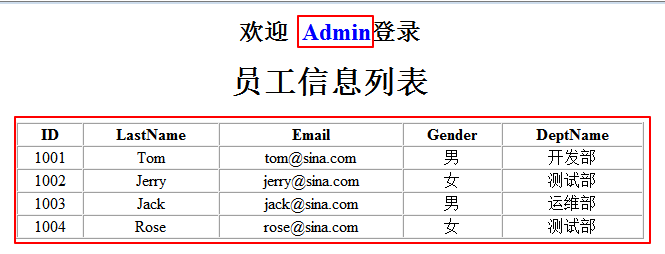 欢迎 Admin登录
员工信息列表
ID LastName Email Gender DeptName
1001 Tom tom@sina.com 男 开发部
1002 Jerry jerry@sina.com 女 测试部
1003 Jack jack@sina.com 男 运维部
1004 Rose rose@sina.com 女 测试部